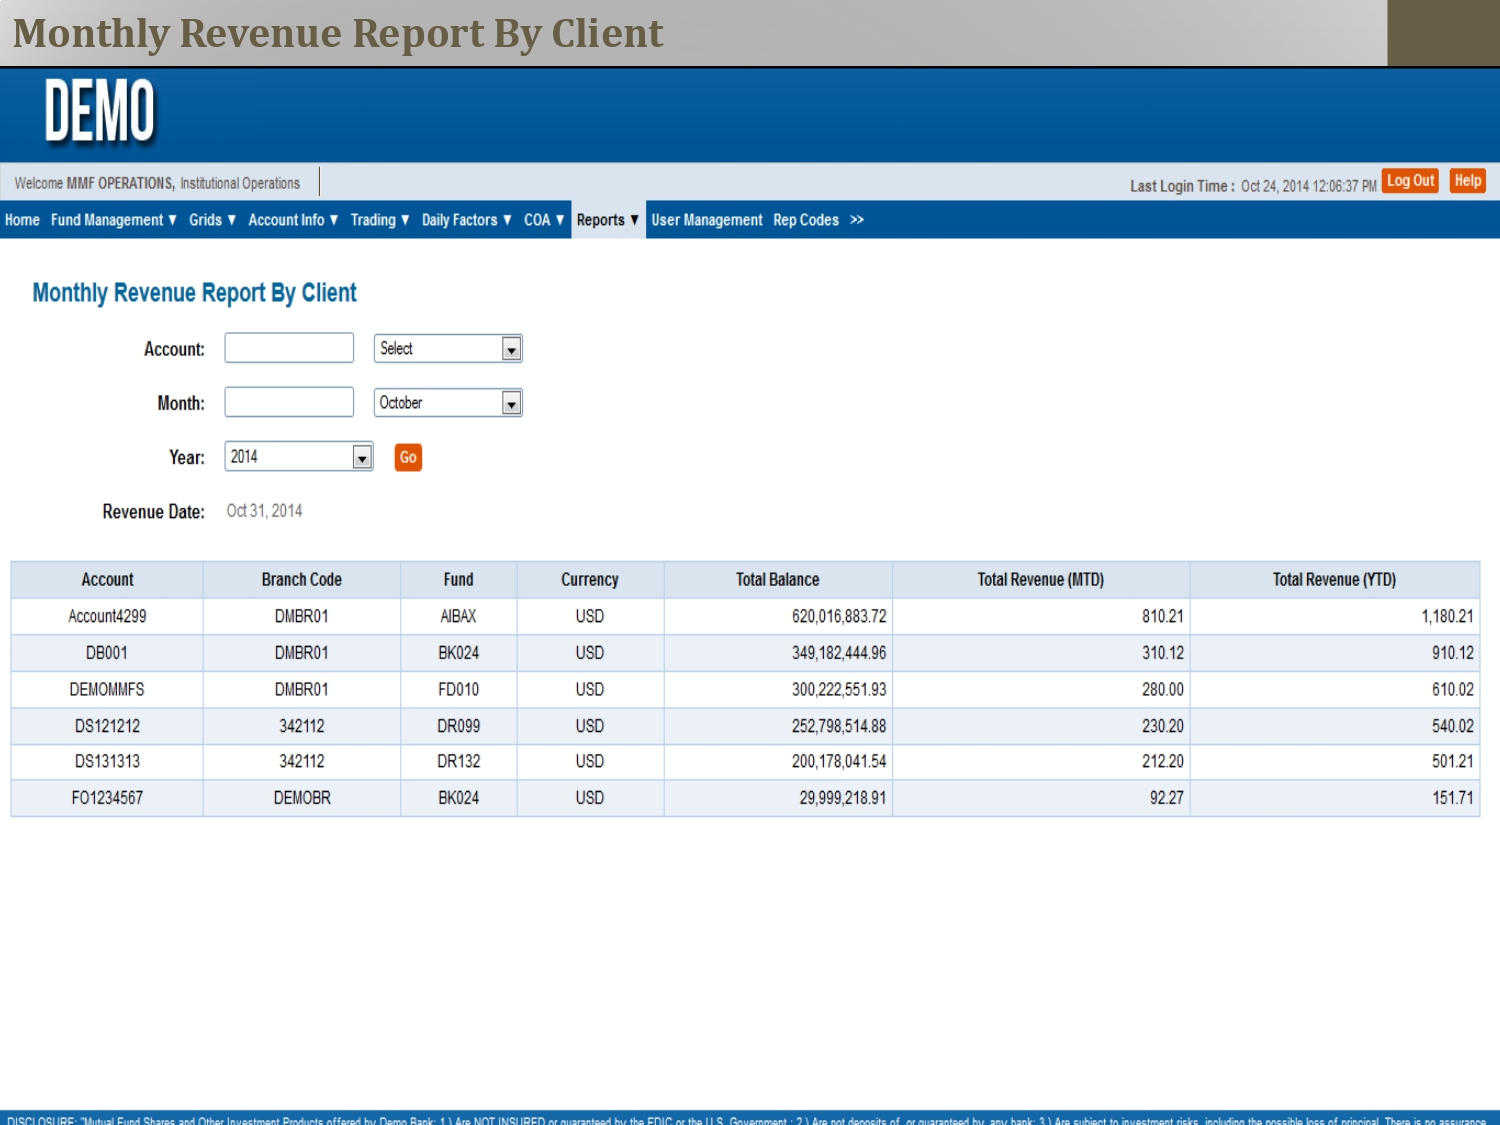 Monthly Revenue Report By Client
DEMO
Welcome MMF OPERATIONS, Institutional Operations
Last Login Time : Oct 24, 2014 12:06:37 PM Log Out Help
Home Fund Management ▼ Grids ▼ Account Info ▼ Trading ▼ Daily Factors ▼ COA ▼ Reports ▼ User Management Rep Codes >>
Monthly Revenue Report By Client
Account: Select
Month: October
Year: 2014 Go
Revenue Date: Oct 31, 2014
Account Branch Code Fund Currency Total Balance Total Revenue (MTD) Total Revenue (YTD)
Account4299 DMBR01 AIBAX USD 620,016,883.72 810.21 1,180.21
DB001 DMBR01 BK024 USD 349,182,444.96 310.12 910.12
DEMOMMFS DMBR01 FD010 USD 300,222,551.93 280.00 610.02
DS121212 342112 DR099 USD 252,798,514.88 230.20 540.02
DS131313 342112 DR132 USD 200,178,041.54 212.20 501.21
FO1234567 DEMOBR BK024 USD 29,999,218.91 92.27 151.71
DISCLOSURE: "Mutual Fund Shares and Other Investment Products offered by Demo Bank: 1.) Are NOT INSURED or guaranteed by the FDIC or the U.S. Government ; 2.) Are not deposits of, or guaranteed by, any bank; 3.) Are subject to investment risks, including the possible loss of principal. There is no assurance